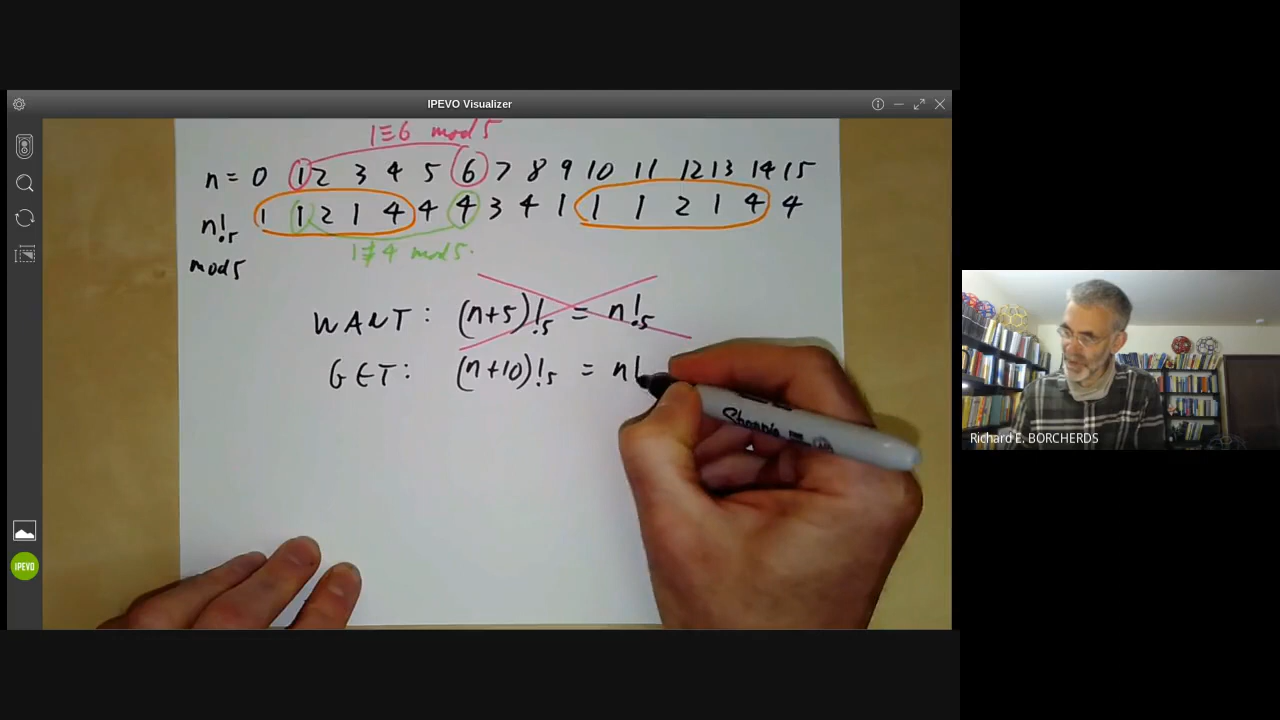 IPEVO Visualizer
1≡6 mod 5
n = 0 1 2 3 4 5 6 7 8 9 10 11 12 13 14 15
n!₅ 1 1 2 1 4 4 4 3 4 1 1 1 2 1 4 4
mod 5
1≢4 mod 5.
WANT: (n+5)!₅ = n!₅
GET: (n+10)!₅ = n!
Sharpie
Richard E. BORCHERDS
IPEVO